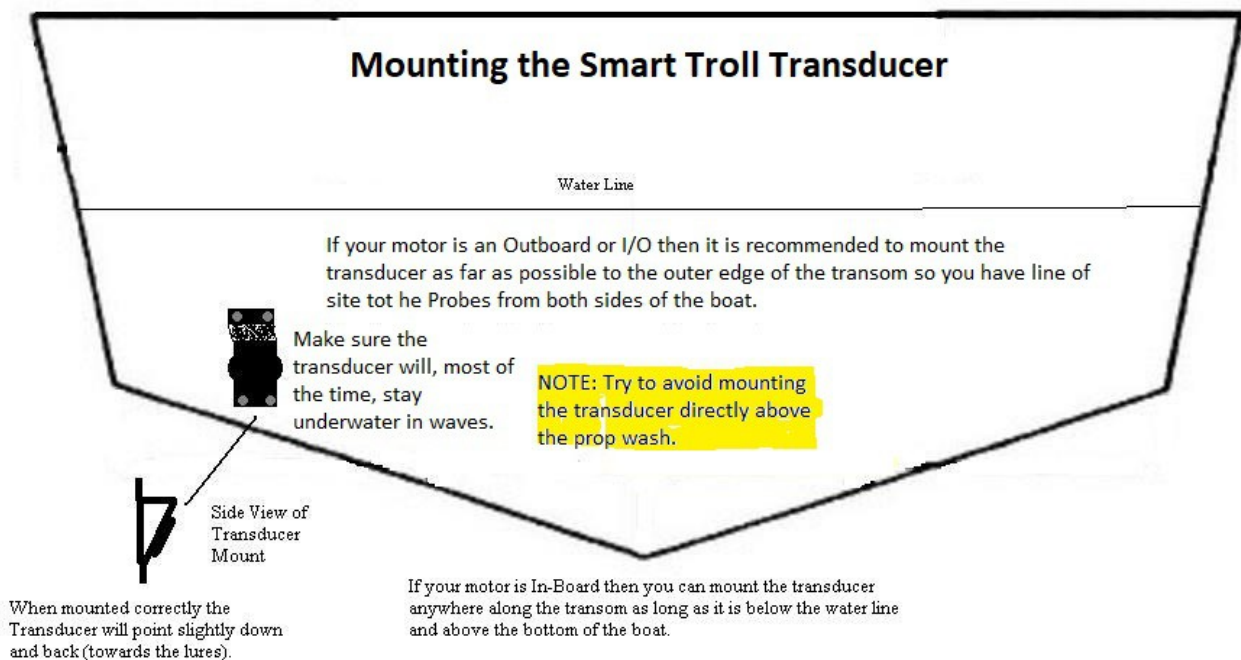 Mounting the Smart Troll Transducer
Water Line
If your motor is an Outboard or I/O then it is recommended to mount the
transducer as far as possible to the outer edge of the transom so you have line of
site tot he Probes from both sides of the boat.
Make sure the
transducer will, most of
the time, stay
underwater in waves.
NOTE: Try to avoid mounting
the transducer directly above
the prop wash.
Side View of
Transducer
Mount
When mounted correctly the
Transducer will point slightly down
and back (towards the lures).
If your motor is In-Board then you can mount the transducer
anywhere along the transom as long as it is below the water line
and above the bottom of the boat.